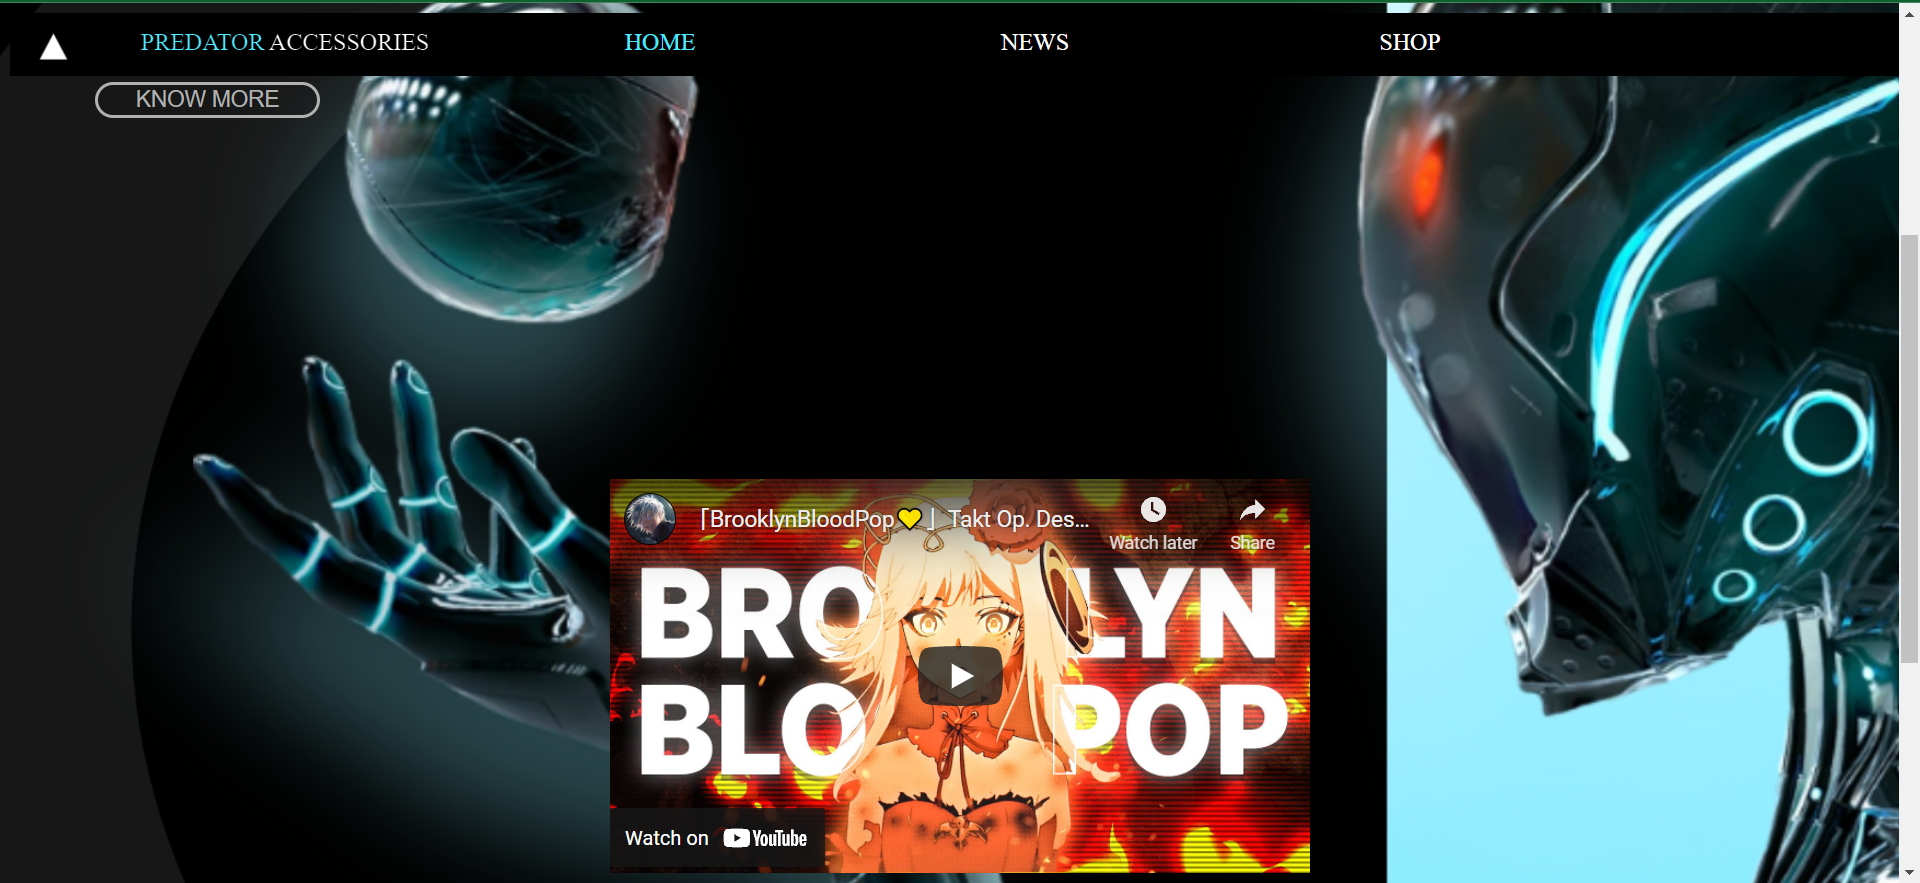 PREDATOR ACCESSORIES
HOME
NEWS
SHOP
KNOW MORE
「BrooklynBloodPop💛」 Takt Op. Des...
Watch later
Share
BRO LYN
BLO POP
Watch on YouTube